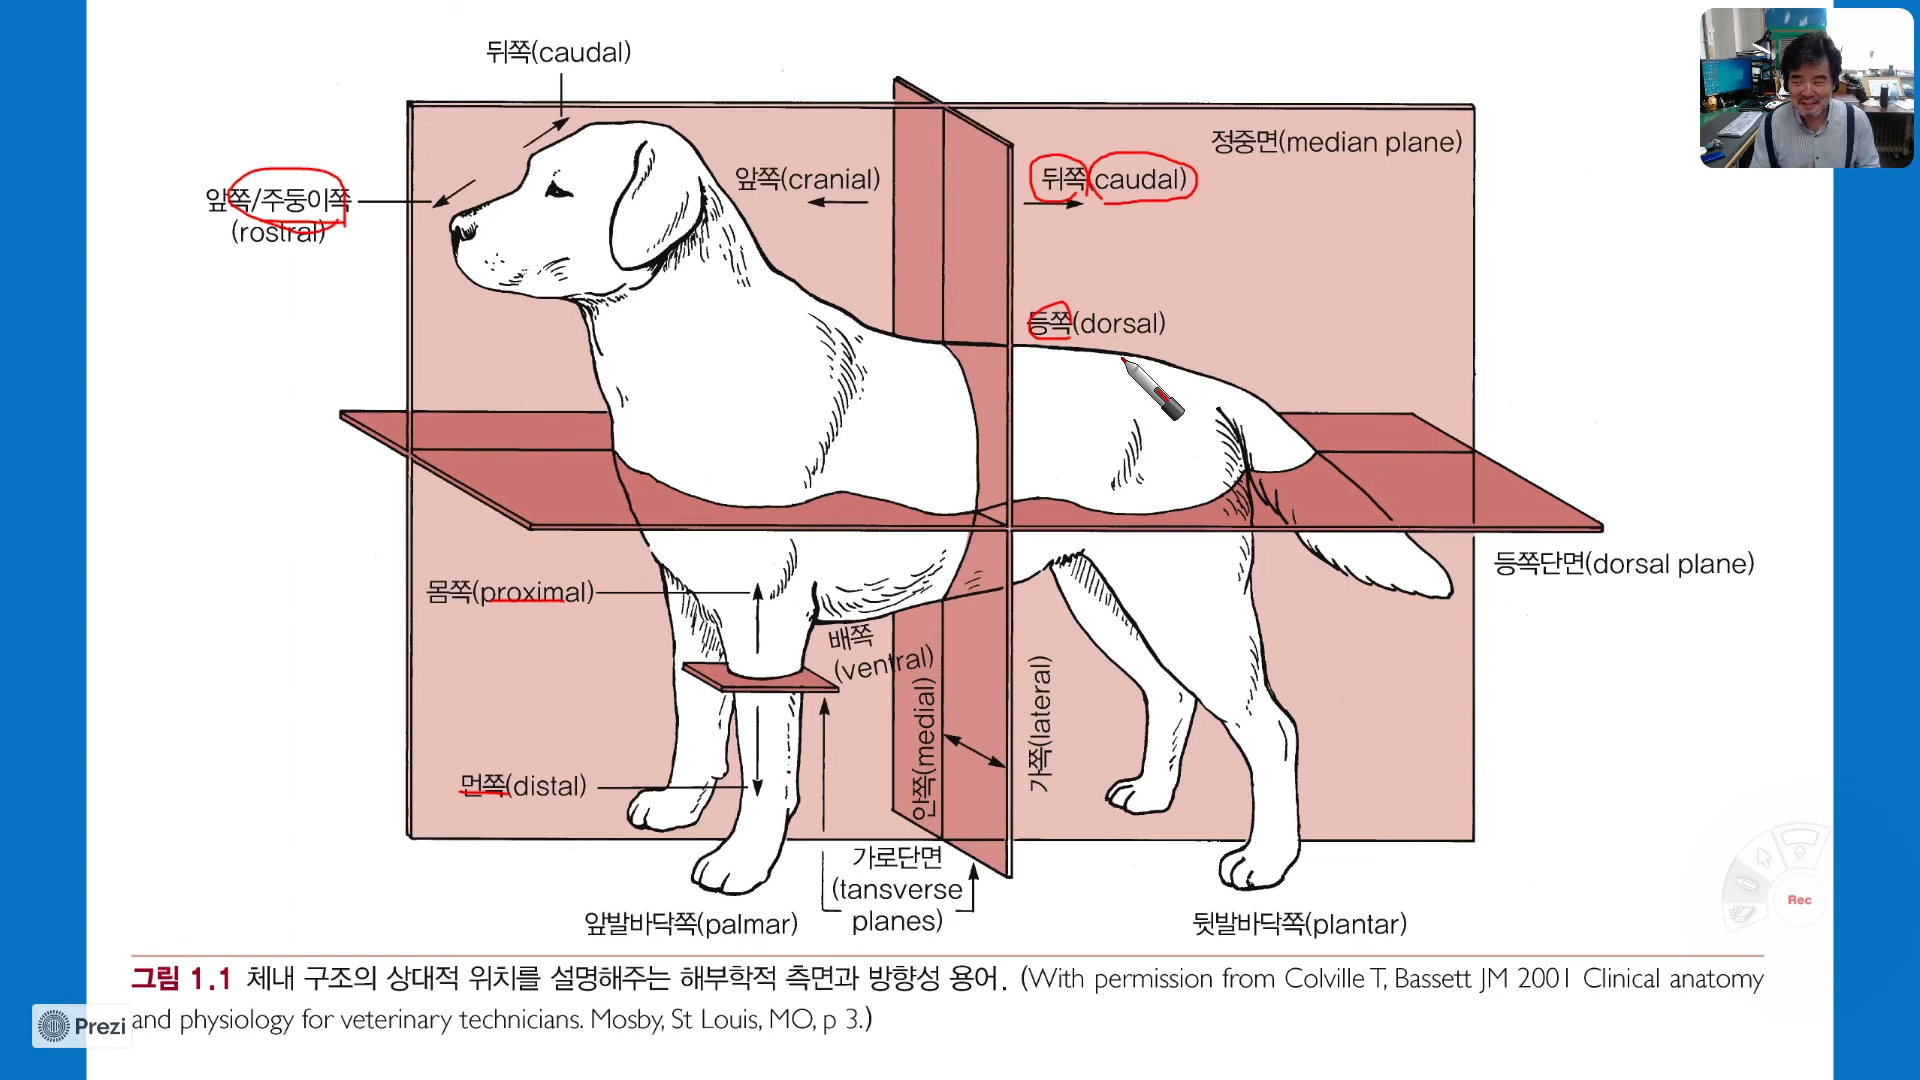 뒤쪽(caudal)
정중면(median plane)
앞쪽/주둥이쪽
(rostral)
앞쪽(cranial)
뒤쪽(caudal)
등쪽(dorsal)
등쪽단면(dorsal plane)
몸쪽(proximal)
배쪽
(ventral)
안쪽(medial)
가쪽(lateral)
먼쪽(distal)
가로단면
(tansverse
planes)
앞발바닥쪽(palmar)
뒷발바닥쪽(plantar)
Rec
그림 1.1 체내 구조의 상대적 위치를 설명해주는 해부학적 측면과 방향성 용어. (With permission from Colville T, Bassett JM 2001 Clinical anatomy
and physiology for veterinary technicians. Mosby, St Louis, MO, p 3.)
Prezi